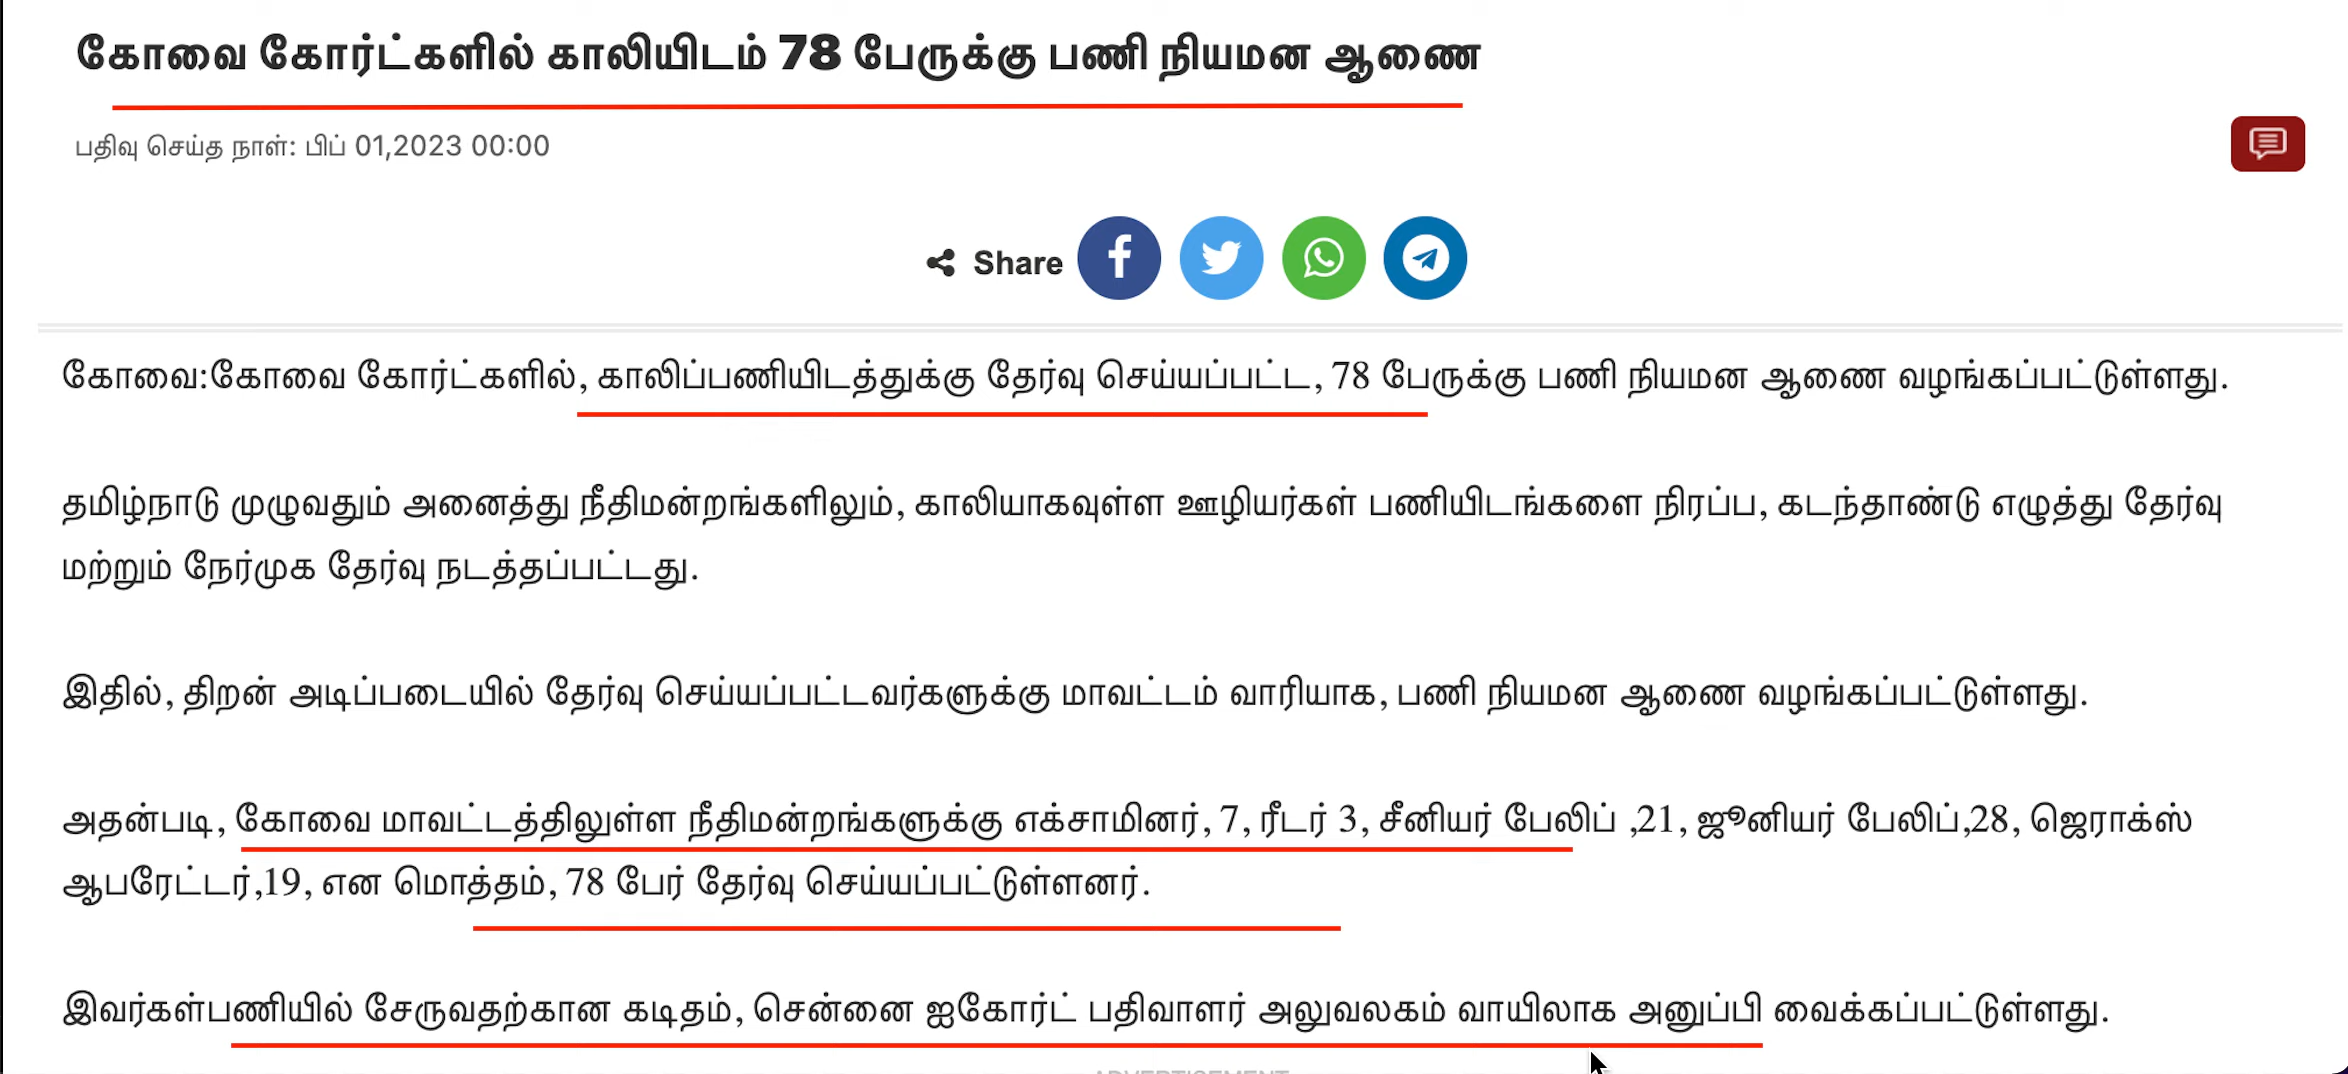 கோவை கோர்ட்களில் காலியிடம் 78 பேருக்கு பணி நியமன ஆணை
பதிவு செய்த நாள்: பிப் 01,2023 00:00
Share
கோவை:கோவை கோர்ட்களில், காலிப்பணியிடத்துக்கு தேர்வு செய்யப்பட்ட, 78 பேருக்கு பணி நியமன ஆணை வழங்கப்பட்டுள்ளது.
தமிழ்நாடு முழுவதும் அனைத்து நீதிமன்றங்களிலும், காலியாகவுள்ள ஊழியர்கள் பணியிடங்களை நிரப்ப, கடந்தாண்டு எழுத்து தேர்வு
மற்றும் நேர்முக தேர்வு நடத்தப்பட்டது.
இதில், திறன் அடிப்படையில் தேர்வு செய்யப்பட்டவர்களுக்கு மாவட்டம் வாரியாக, பணி நியமன ஆணை வழங்கப்பட்டுள்ளது.
அதன்படி, கோவை மாவட்டத்திலுள்ள நீதிமன்றங்களுக்கு எக்சாமினர், 7, ரீடர் 3, சீனியர் பேலிப் ,21, ஜூனியர் பேலிப்,28, ஜெராக்ஸ்
ஆபரேட்டர்,19, என மொத்தம், 78 பேர் தேர்வு செய்யப்பட்டுள்ளனர்.
இவர்கள்பணியில் சேருவதற்கான கடிதம், சென்னை ஐகோர்ட் பதிவாளர் அலுவலகம் வாயிலாக அனுப்பி வைக்கப்பட்டுள்ளது.
ADVERTISEMENT